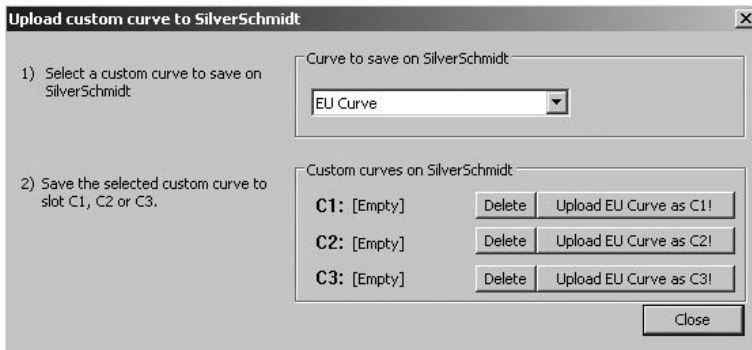 Upload custom curve to SilverSchmidt
1) Select a custom curve to save on
SilverSchmidt
Curve to save on SilverSchmidt
EU Curve
2) Save the selected custom curve to
slot C1, C2 or C3.
Custom curves on SilverSchmidt
C1: [Empty] Delete Upload EU Curve as C1!
C2: [Empty] Delete Upload EU Curve as C2!
C3: [Empty] Delete Upload EU Curve as C3!
Close